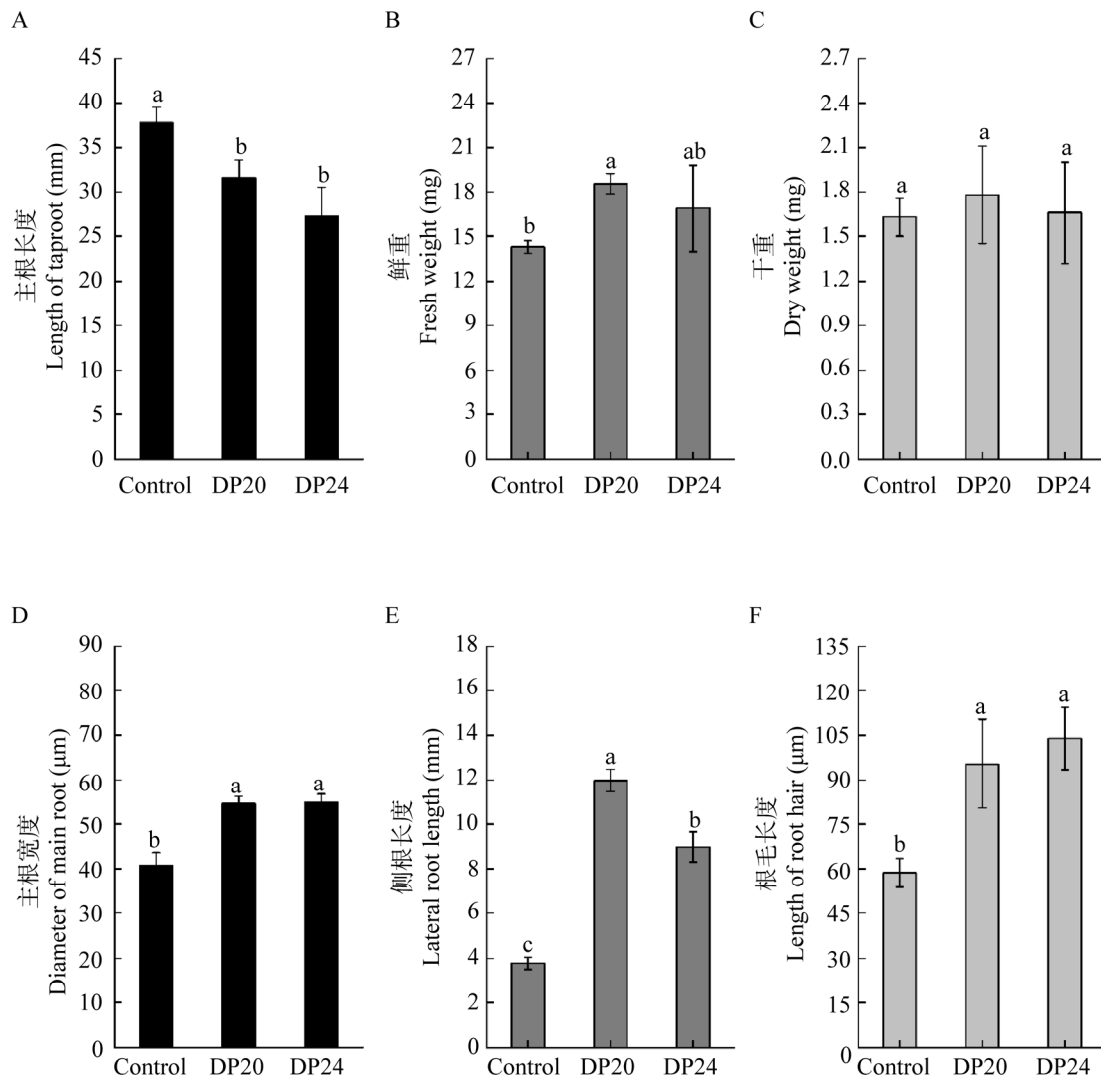 A
主根长度
Length of taproot (mm)
45
40
35
30
25
20
15
10
5
0
a
b
b
Control
DP20
DP24
B
鲜重
Fresh weight (mg)
27
24
21
18
15
12
9
6
3
0
b
a
ab
Control
DP20
DP24
C
干重
Dry weight (mg)
2.7
2.4
2.1
1.8
1.5
1.2
0.9
0.6
0.3
0.0
a
a
a
Control
DP20
DP24
D
主根宽度
Diameter of main root (μm)
90
80
70
60
50
40
30
20
10
0
b
a
a
Control
DP20
DP24
E
侧根长度
Lateral root length (mm)
18
16
14
12
10
8
6
4
2
0
c
a
b
Control
DP20
DP24
F
根毛长度
Length of root hair (μm)
135
120
105
90
75
60
45
30
15
0
b
a
a
Control
DP20
DP24